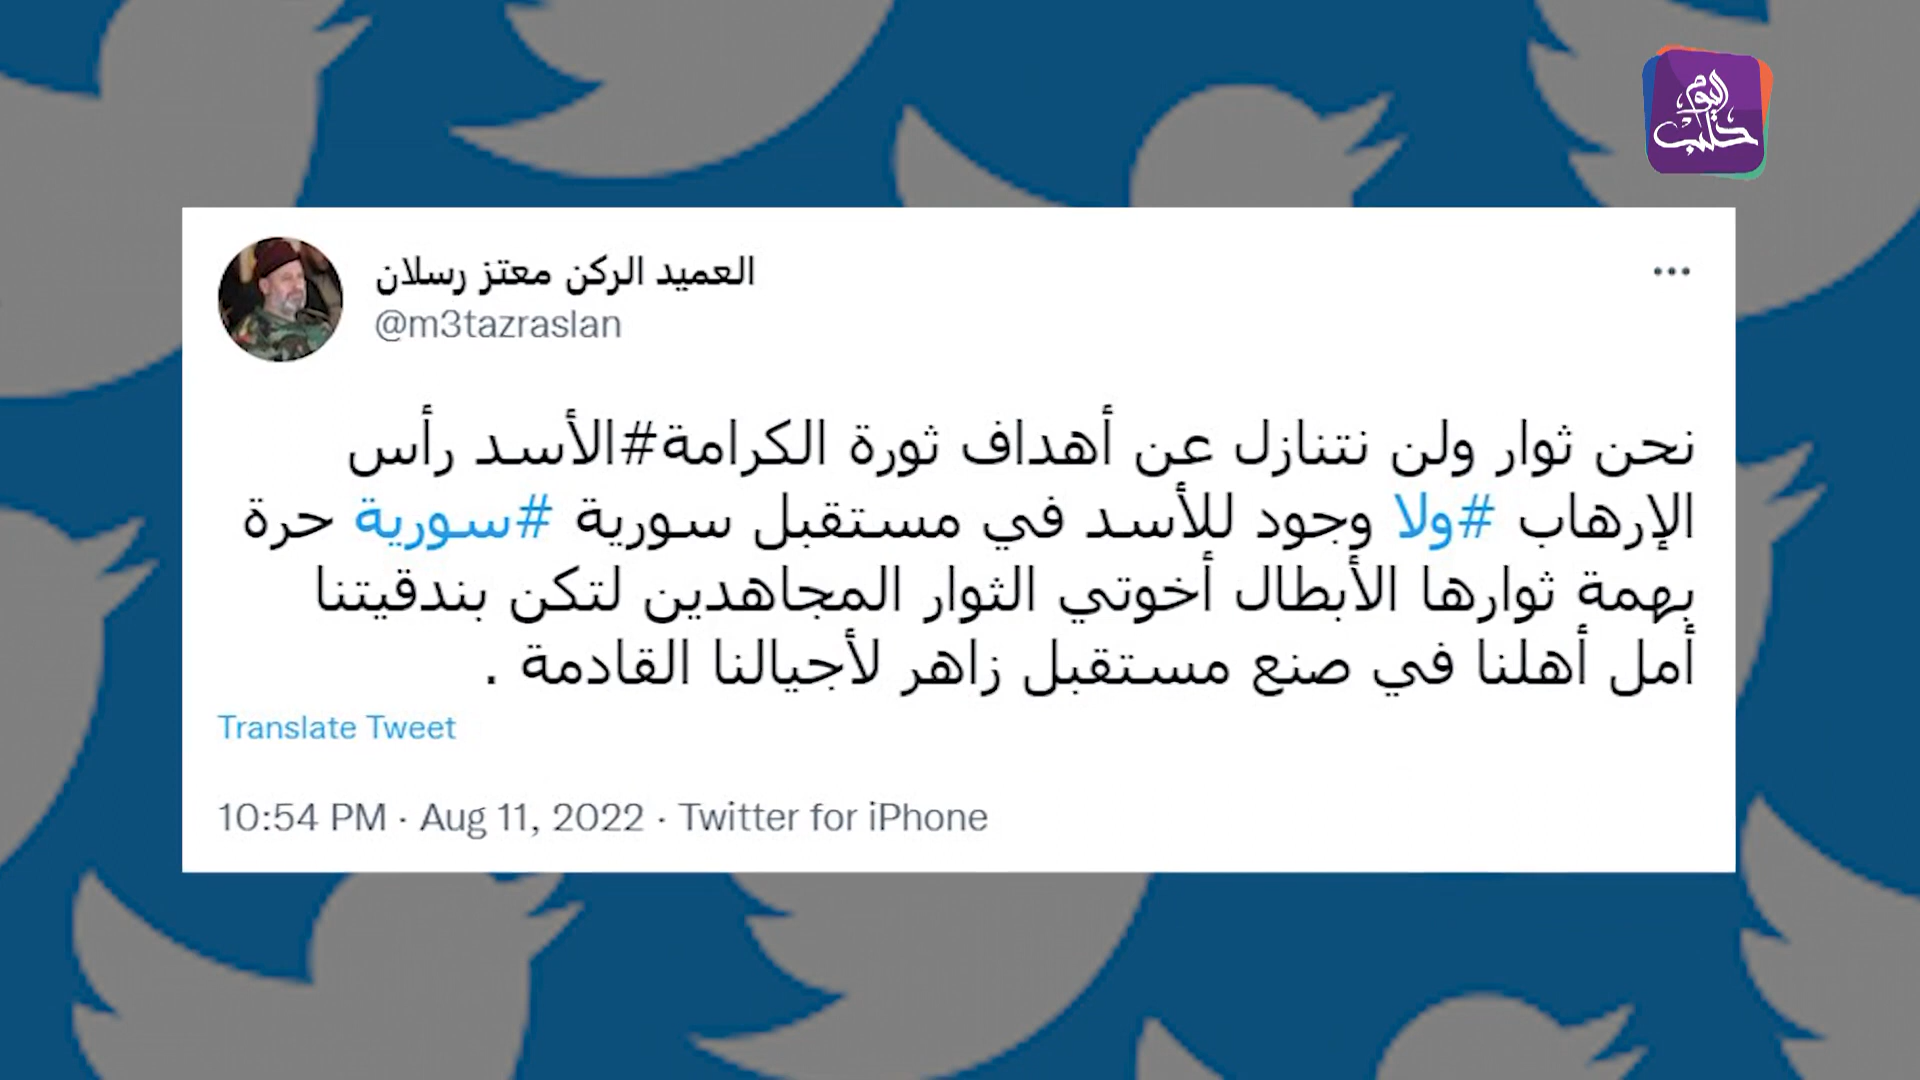 حلب اليوم
العميد الركن معتز رسلان
@m3tazraslan
نحن ثوار ولن نتنازل عن أهداف ثورة الكرامة#الأسد رأس
الإرهاب #ولا وجود للأسد في مستقبل سورية #سورية حرة
بهمة ثوارها الأبطال أخوتي الثوار المجاهدين لتكن بندقيتنا
أمل أهلنا في صنع مستقبل زاهر لأجيالنا القادمة .
Translate Tweet
10:54 PM · Aug 11, 2022 · Twitter for iPhone